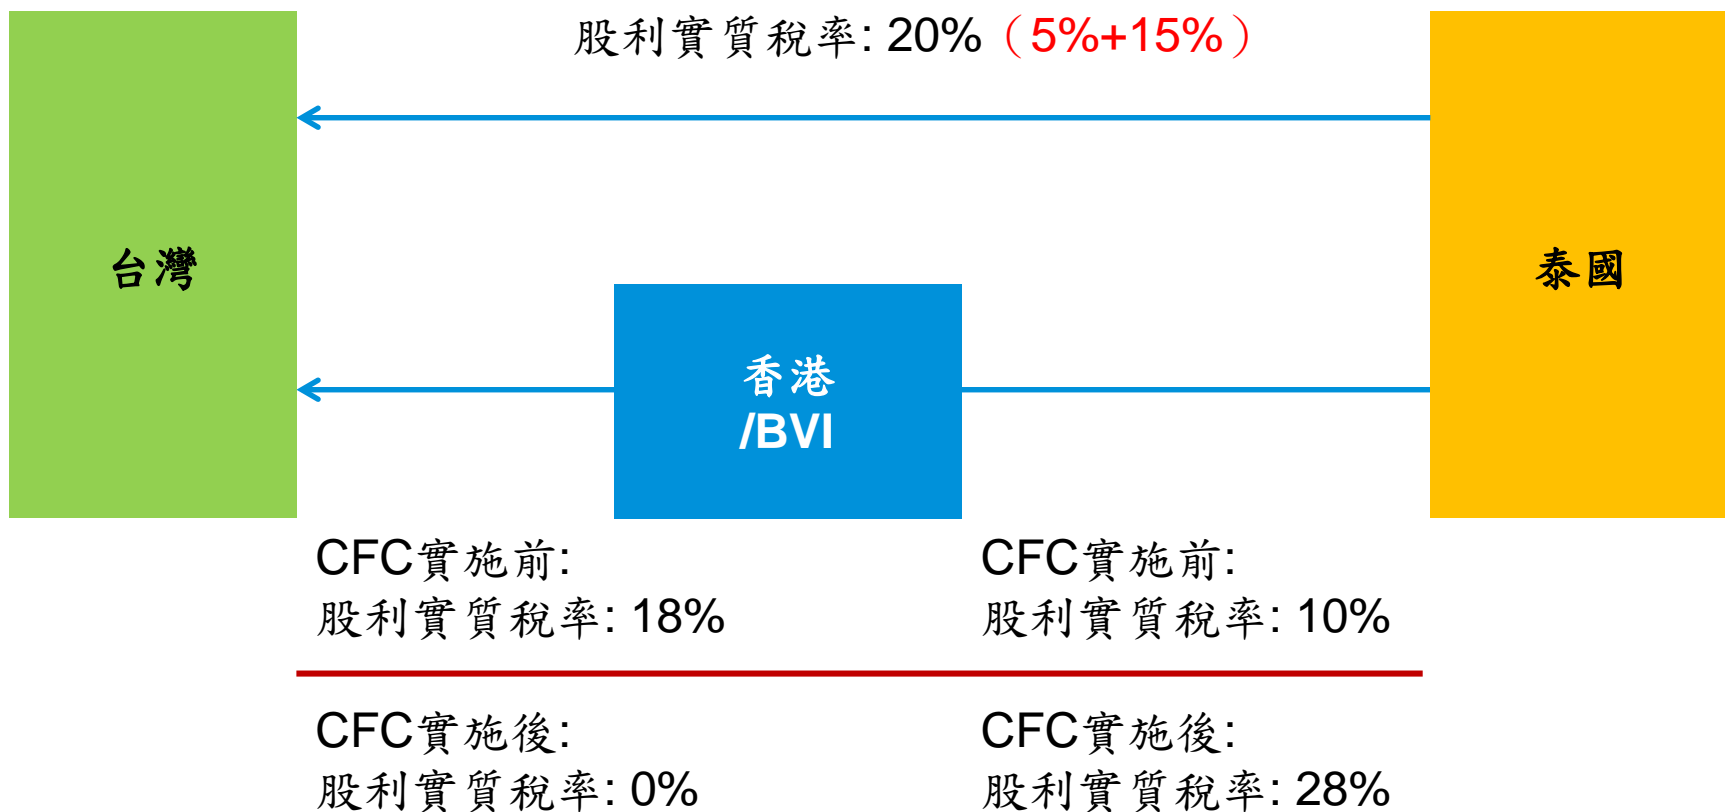 股利實質稅率: 20%（5%+15%）
台灣
泰國
香港
/BVI
CFC實施前:
股利實質稅率: 18%
CFC實施前:
股利實質稅率: 10%
CFC實施後:
股利實質稅率: 0%
CFC實施後:
股利實質稅率: 28%